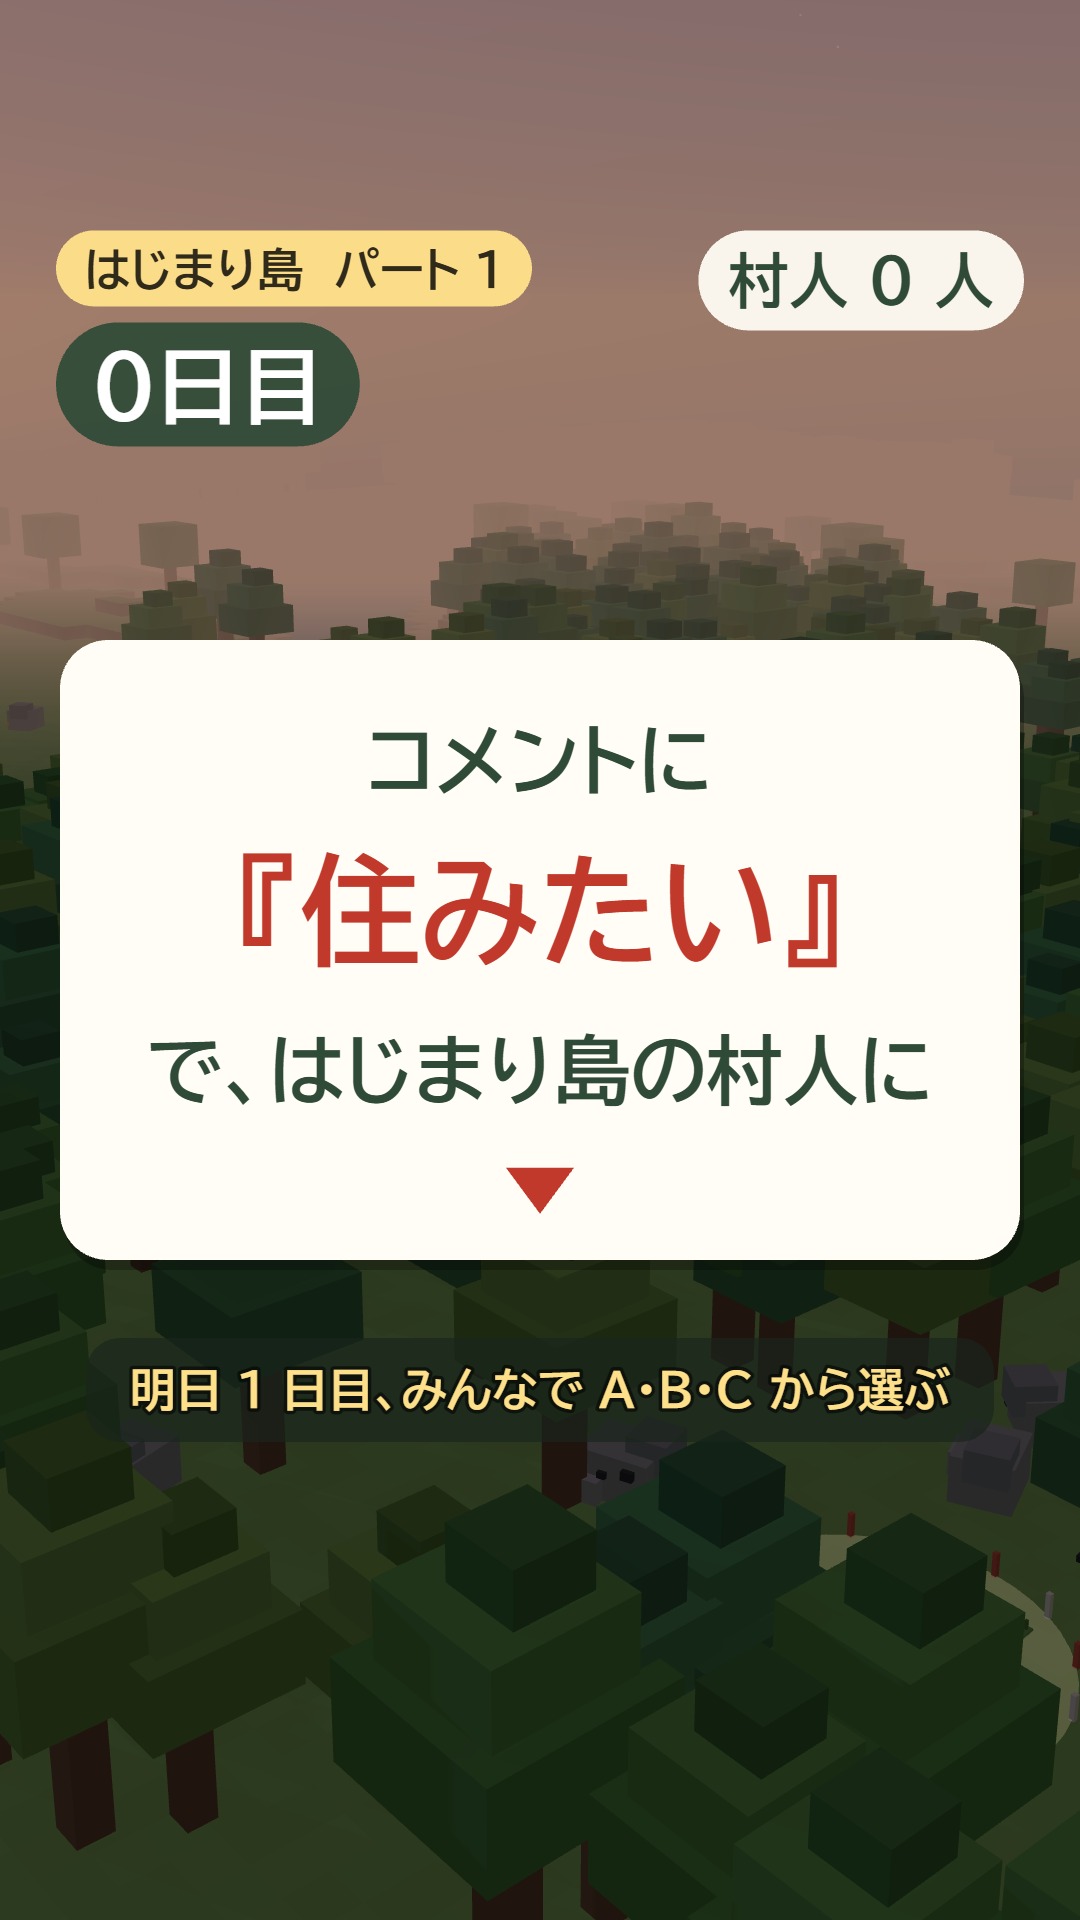 はじまり島 パート 1
村人 0 人
0日目
コメントに
『住みたい』
で、はじまり島の村人に
明日 1 日目、みんなで A・B・C から選ぶ